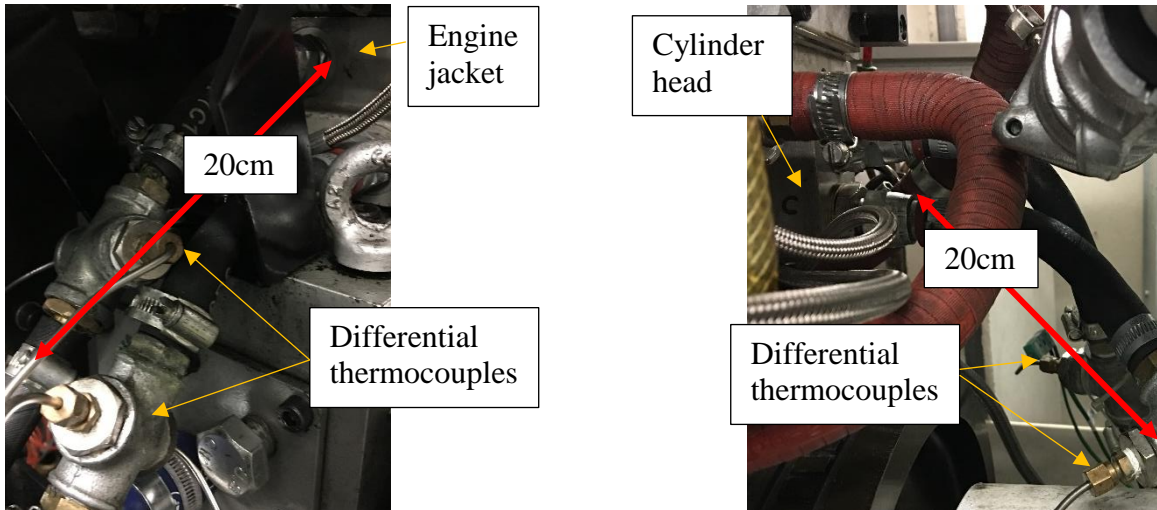 Engine
jacket
20cm
Differential
thermocouples
Cylinder
head
20cm
Differential
thermocouples
C